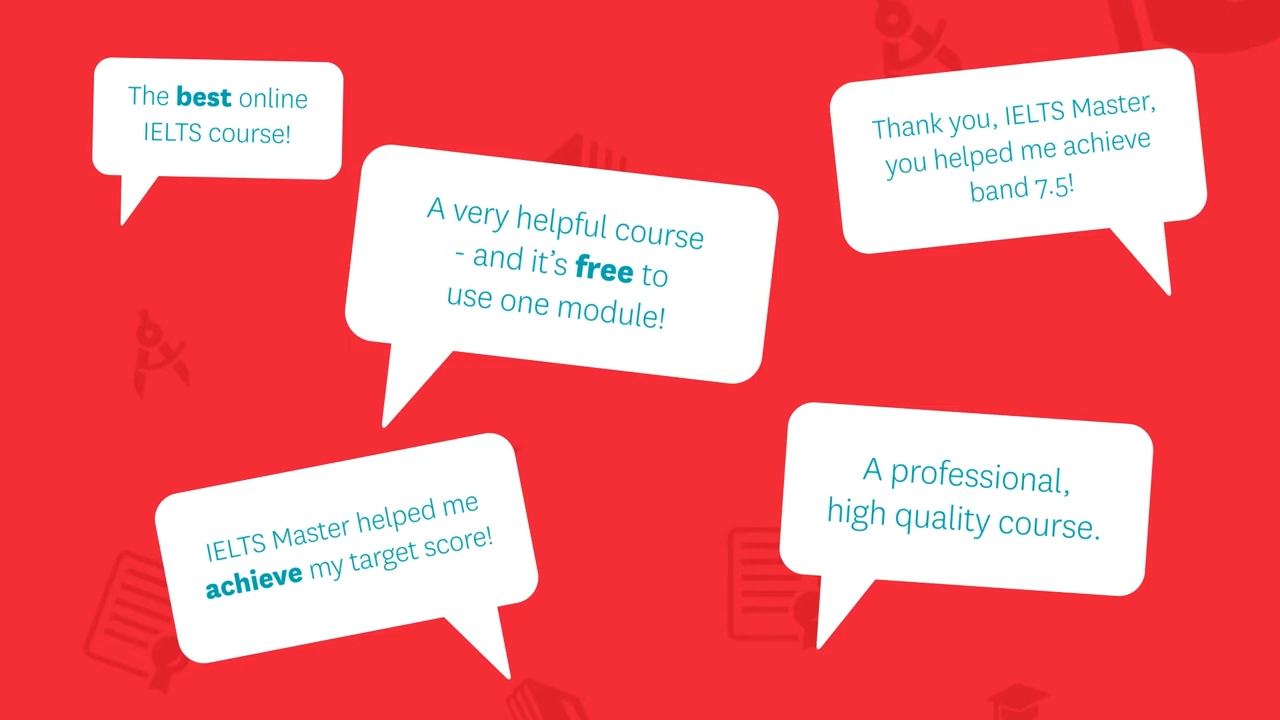 The best online
IELTS course!
A very helpful course
- and it's free to
use one module!
Thank you, IELTS Master,
you helped me achieve
band 7.5!
IELTS Master helped me
achieve my target score!
A professional,
high quality course.